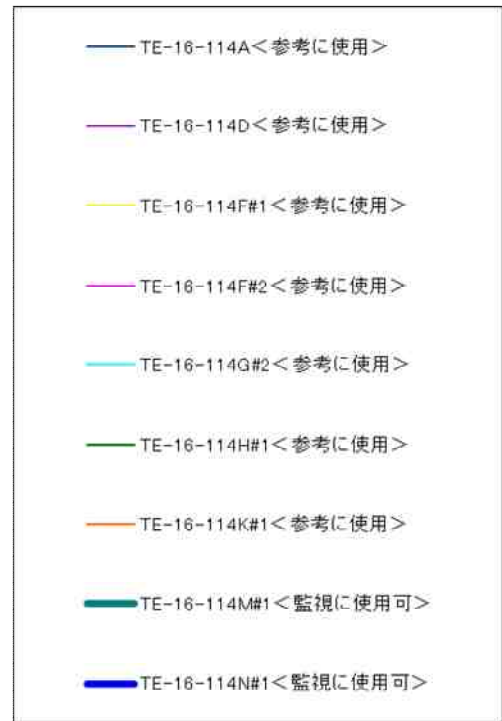 TE-16-114A＜参考に使用＞
TE-16-114D＜参考に使用＞
TE-16-114F#1＜参考に使用＞
TE-16-114F#2＜参考に使用＞
TE-16-114G#2＜参考に使用＞
TE-16-114H#1＜参考に使用＞
TE-16-114K#1＜参考に使用＞
TE-16-114M#1＜監視に使用可＞
TE-16-114N#1＜監視に使用可＞